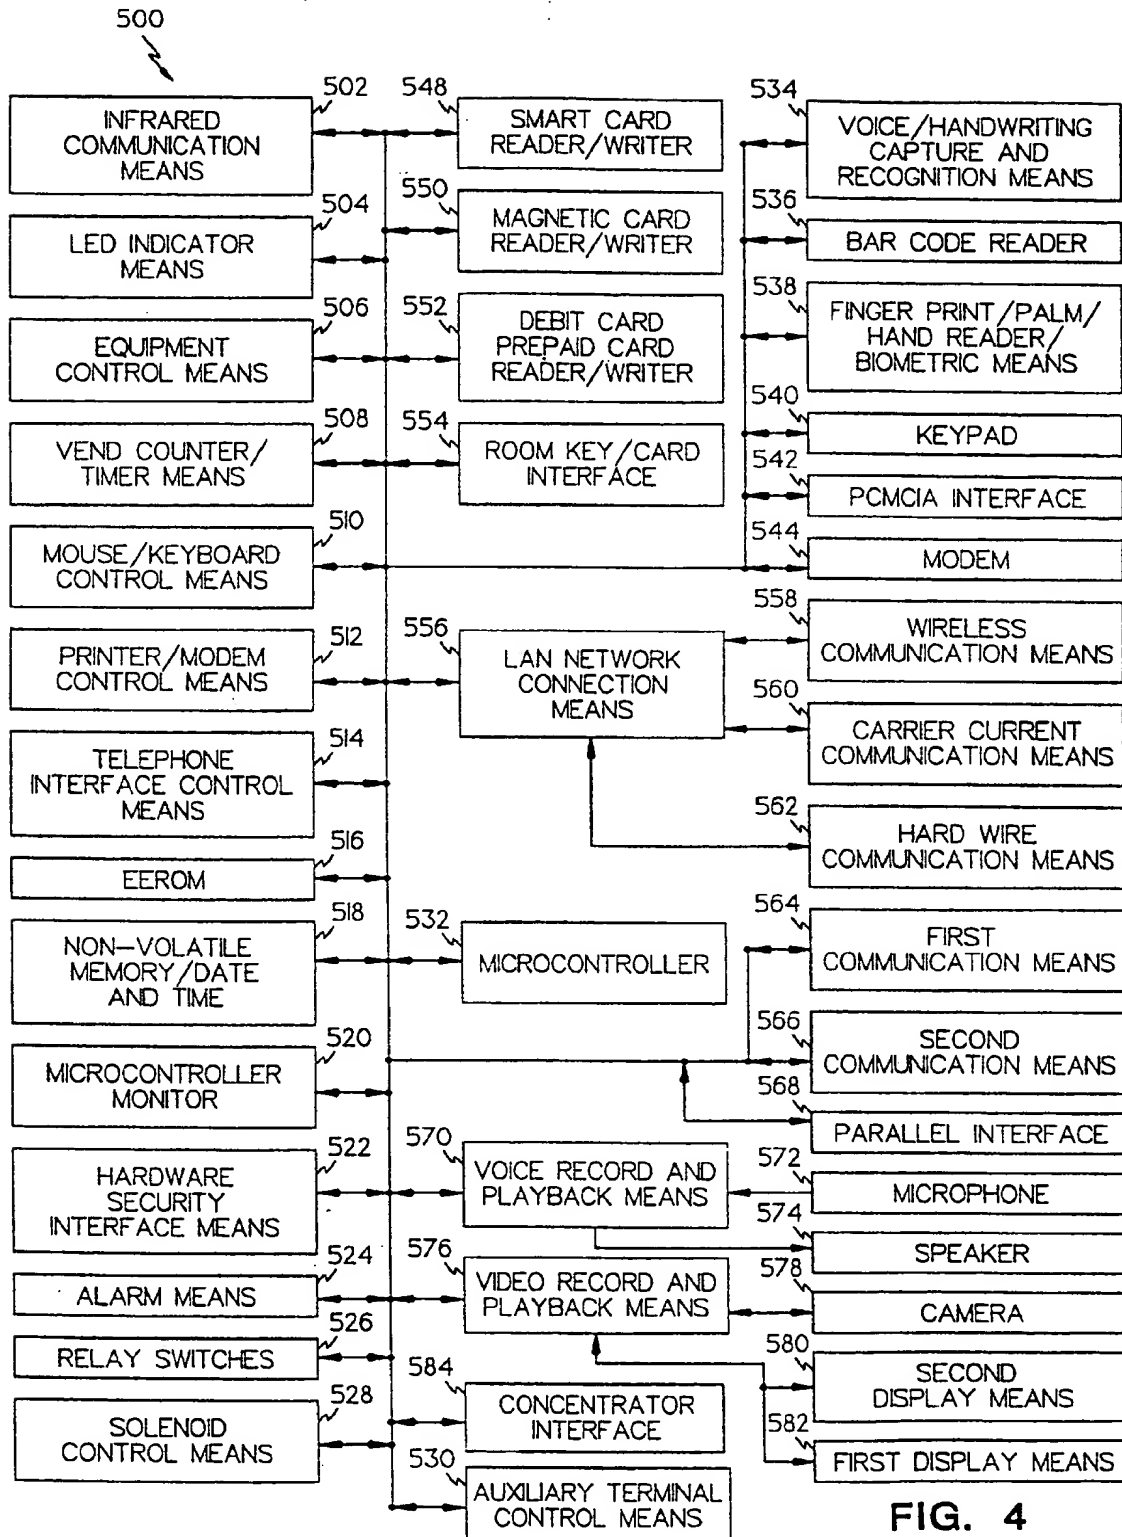 500
502
INFRARED
COMMUNICATION
MEANS
504
LED INDICATOR
MEANS
506
EQUIPMENT
CONTROL MEANS
508
VEND COUNTER/
TIMER MEANS
510
MOUSE/KEYBOARD
CONTROL MEANS
512
PRINTER/MODEM
CONTROL MEANS
514
TELEPHONE
INTERFACE CONTROL
MEANS
516
EEROM
518
NON-VOLATILE
MEMORY/DATE
AND TIME
520
MICROCONTROLLER
MONITOR
522
HARDWARE
SECURITY
INTERFACE MEANS
524
ALARM MEANS
526
RELAY SWITCHES
528
SOLENOID
CONTROL MEANS
548
SMART CARD
READER/WRITER
550
MAGNETIC CARD
READER/WRITER
552
DEBIT CARD
PREPAID CARD
READER/WRITER
554
ROOM KEY/CARD
INTERFACE
556
LAN NETWORK
CONNECTION
MEANS
532
MICROCONTROLLER
570
VOICE RECORD AND
PLAYBACK MEANS
576
VIDEO RECORD AND
PLAYBACK MEANS
584
CONCENTRATOR
INTERFACE
530
AUXILIARY TERMINAL
CONTROL MEANS
534
VOICE/HANDWRITING
CAPTURE AND
RECOGNITION MEANS
536
BAR CODE READER
538
FINGER PRINT/PALM/
HAND READER/
BIOMETRIC MEANS
540
KEYPAD
542
PCMCIA INTERFACE
544
MODEM
558
WIRELESS
COMMUNICATION MEANS
560
CARRIER CURRENT
COMMUNICATION MEANS
562
HARD WIRE
COMMUNICATION MEANS
564
FIRST
COMMUNICATION MEANS
566
SECOND
COMMUNICATION MEANS
568
PARALLEL INTERFACE
572
MICROPHONE
574
SPEAKER
578
CAMERA
580
SECOND
DISPLAY MEANS
582
FIRST DISPLAY MEANS
FIG. 4